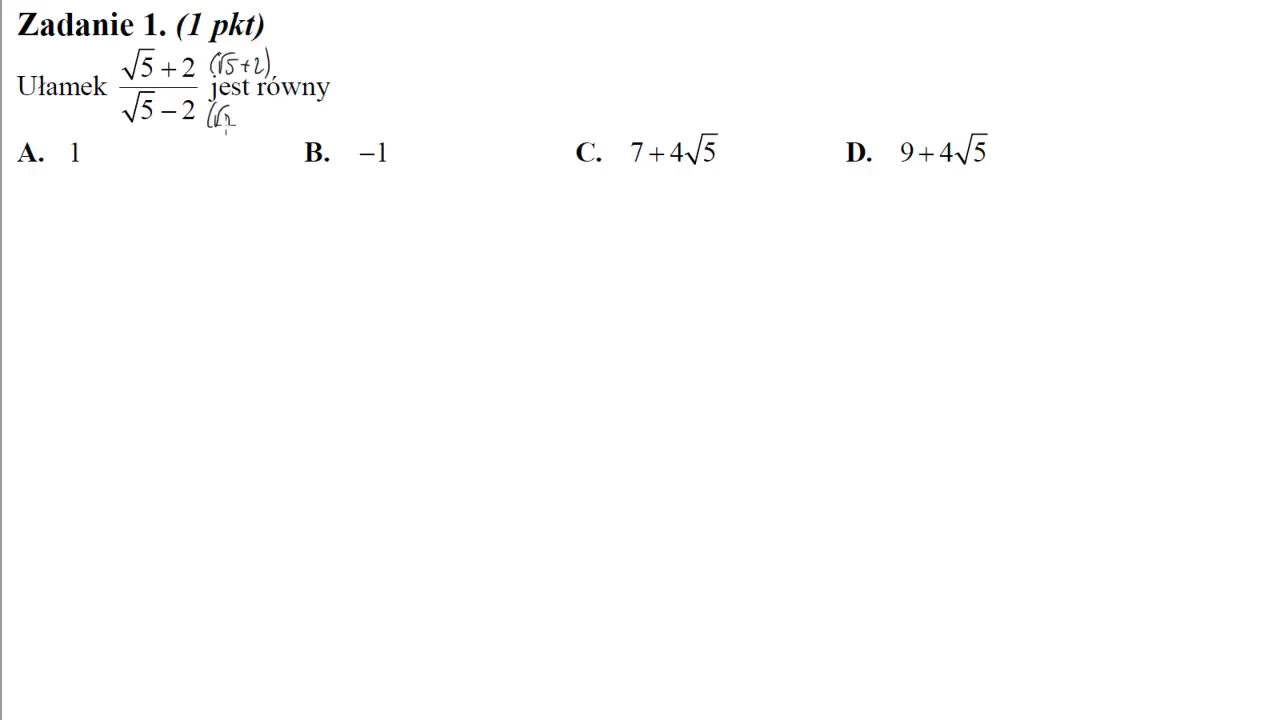 Zadanie 1. (1 pkt)
Ułamek (√5+2)/(√5−2) (√5+2) jest równy
A. 1 B. −1 C. 7+4√5 D. 9+4√5